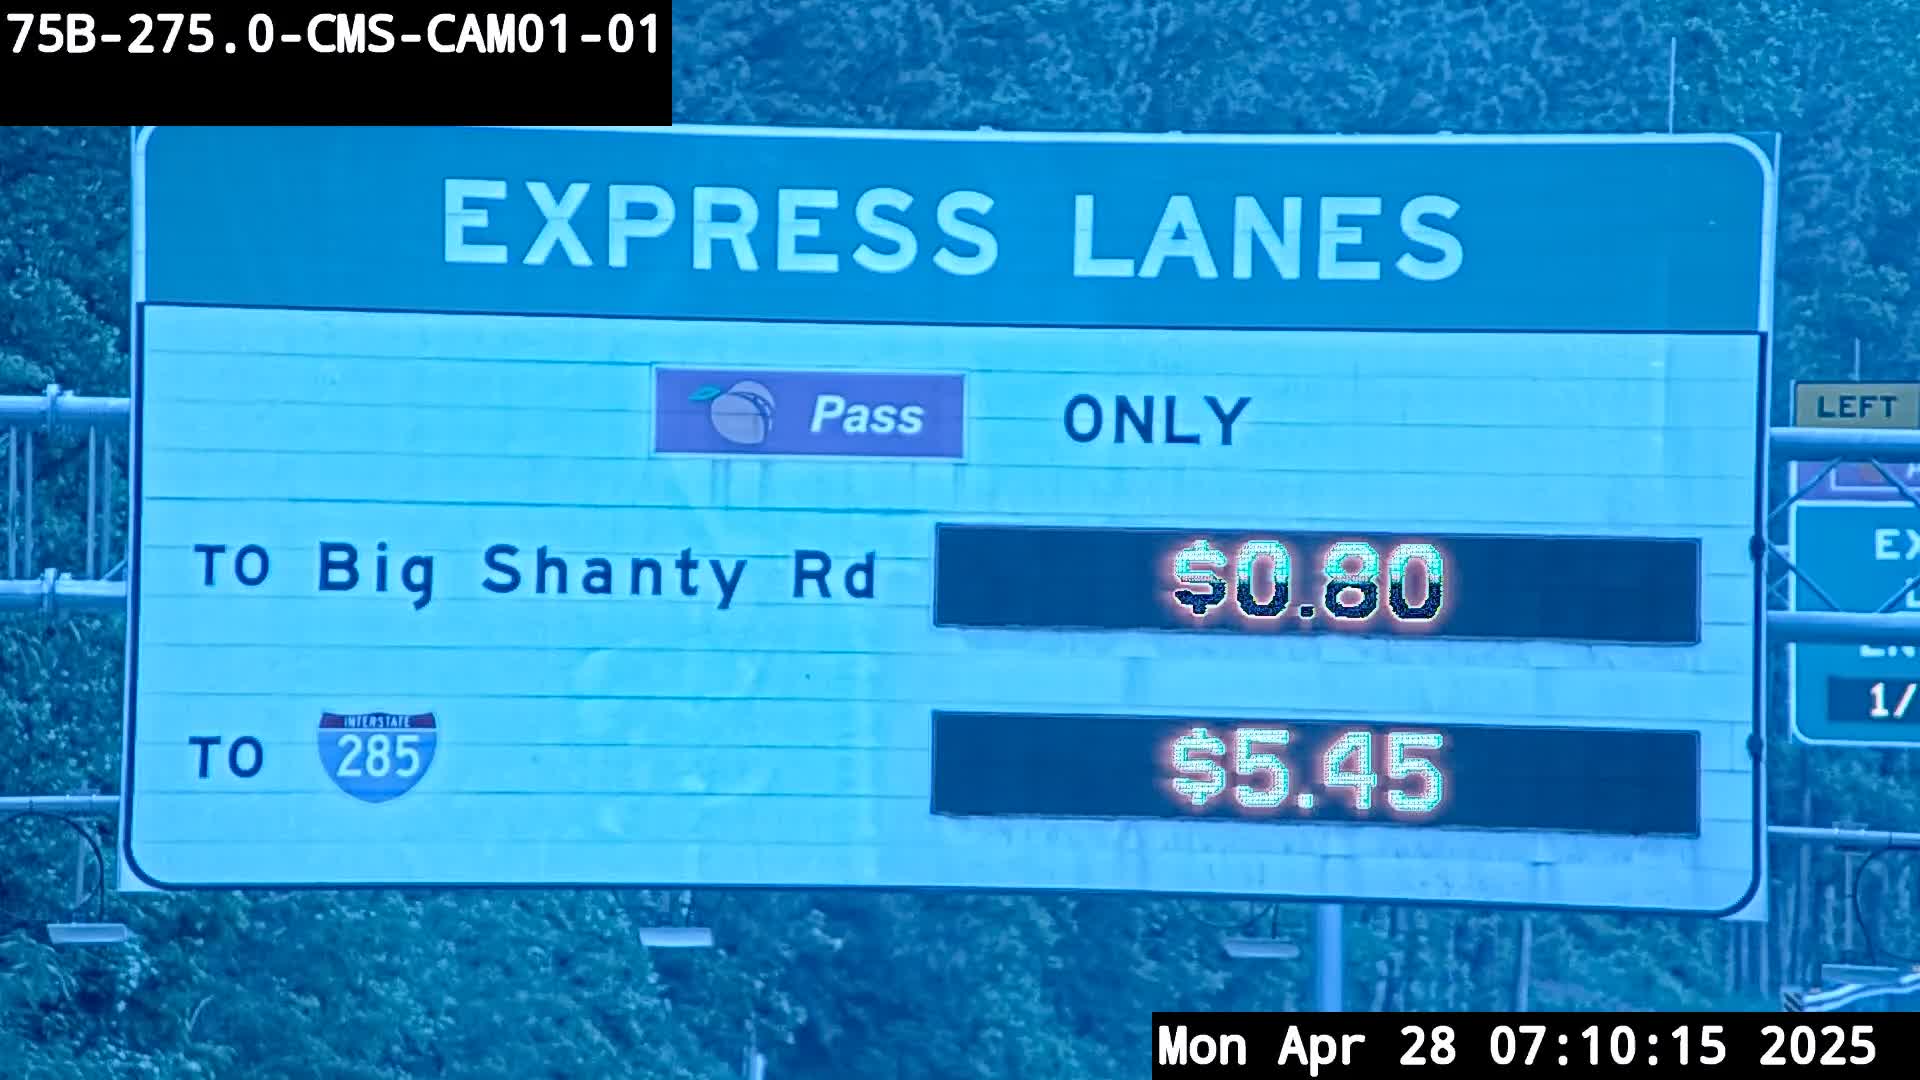 75B-275.0-CMS-CAM01-01
EXPRESS LANES
Pass ONLY
TO Big Shanty Rd $0.80
TO INTERSTATE 285 $5.45
LEFT
1/
Mon Apr 28 07:10:15 2025